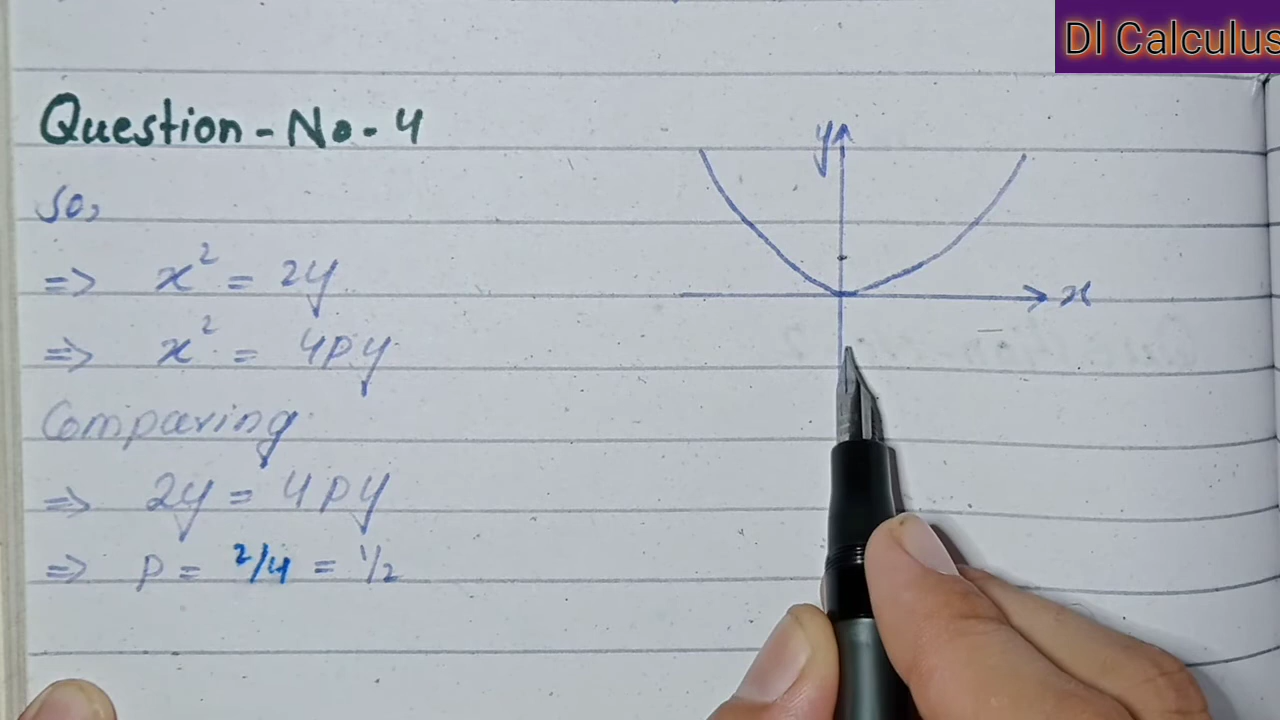 DI Calculus
Question-No-4
So,
=> x² = 2y
=> x² = 4py
Comparing
=> 2y = 4py
=> p = 2/4 = 1/2
y
x